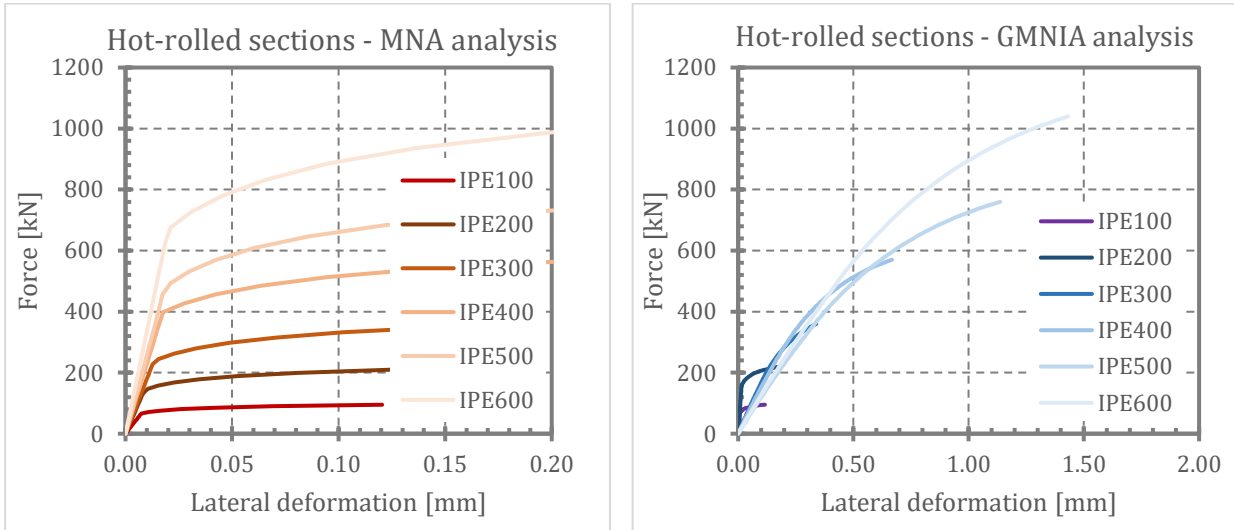 Hot-rolled sections - MNA analysis
1200
1000
800
600
400
200
0
Force [kN]
0.00 0.05 0.10 0.15 0.20
Lateral deformation [mm]
IPE100
IPE200
IPE300
IPE400
IPE500
IPE600
Hot-rolled sections - GMNIA analysis
1200
1000
800
600
400
200
0
Force [kN]
0.00 0.50 1.00 1.50 2.00
Lateral deformation [mm]
IPE100
IPE200
IPE300
IPE400
IPE500
IPE600